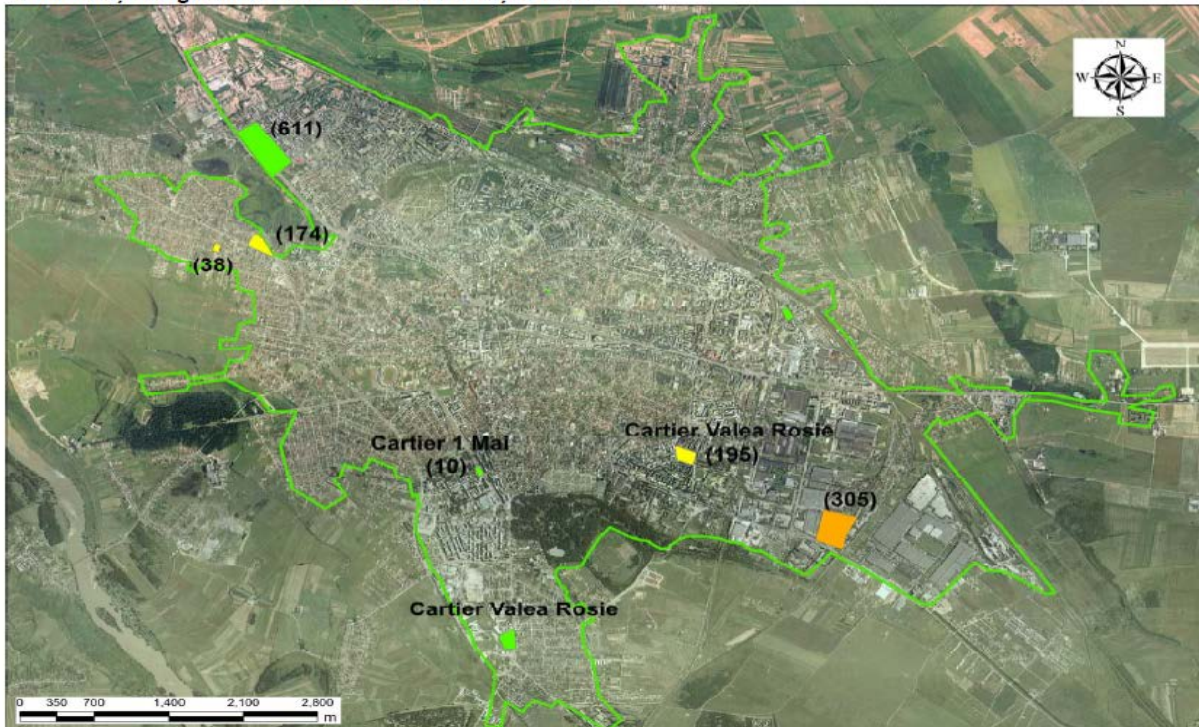 N
W E
S
(611)
(174)
(38)
Cartier 1 Mai
(10)
Cartier Valea Rosie
(195)
(305)
Cartier Valea Rosie
0 350 700 1,400 2,100 2,800
m